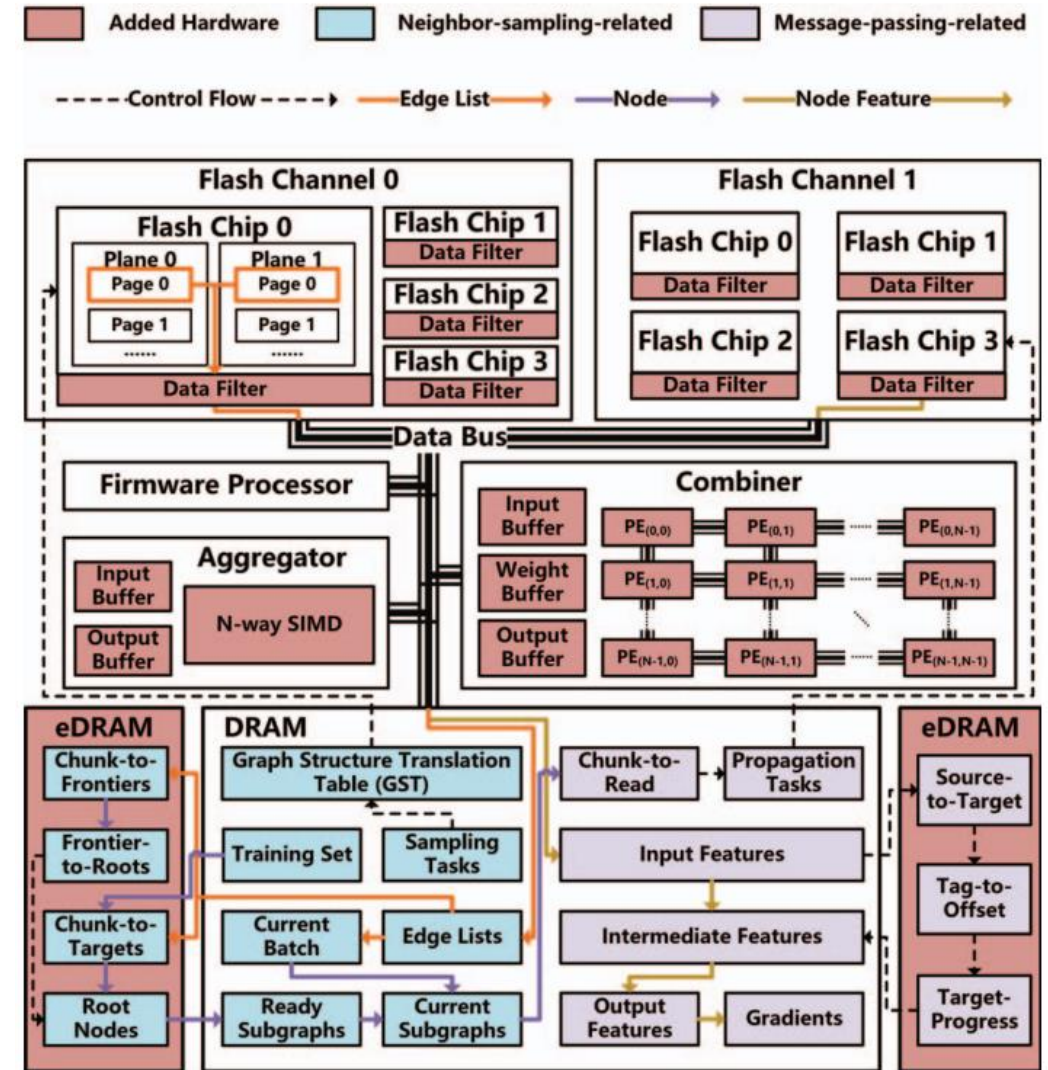 Added Hardware
Neighbor-sampling-related
Message-passing-related
Control Flow
Edge List
Node
Node Feature
Flash Channel 0
Flash Chip 0
Plane 0
Page 0
Page 1
......
Plane 1
Page 0
Page 1
......
Data Filter
Flash Chip 1
Data Filter
Flash Chip 2
Data Filter
Flash Chip 3
Data Filter
Flash Channel 1
Flash Chip 0
Data Filter
Flash Chip 1
Data Filter
Flash Chip 2
Data Filter
Flash Chip 3
Data Filter
Data Bus
Firmware Processor
Aggregator
Input
Buffer
Output
Buffer
N-way SIMD
Combiner
Input
Buffer
Weight
Buffer
Output
Buffer
PE(0,0)
PE(0,1)
PE(0,N-1)
PE(1,0)
PE(1,1)
PE(1,N-1)
PE(N-1,0)
PE(N-1,1)
PE(N-1,N-1)
eDRAM
Chunk-to-
Frontiers
Frontier-
to-Roots
Chunk-to-
Targets
Root
Nodes
DRAM
Graph Structure Translation
Table (GST)
Training Set
Sampling
Tasks
Current
Batch
Edge Lists
Ready
Subgraphs
Current
Subgraphs
Chunk-to-
Read
Propagation
Tasks
Input Features
Intermediate Features
Output
Features
Gradients
eDRAM
Source-
to-Target
Tag-to-
Offset
Target-
Progress